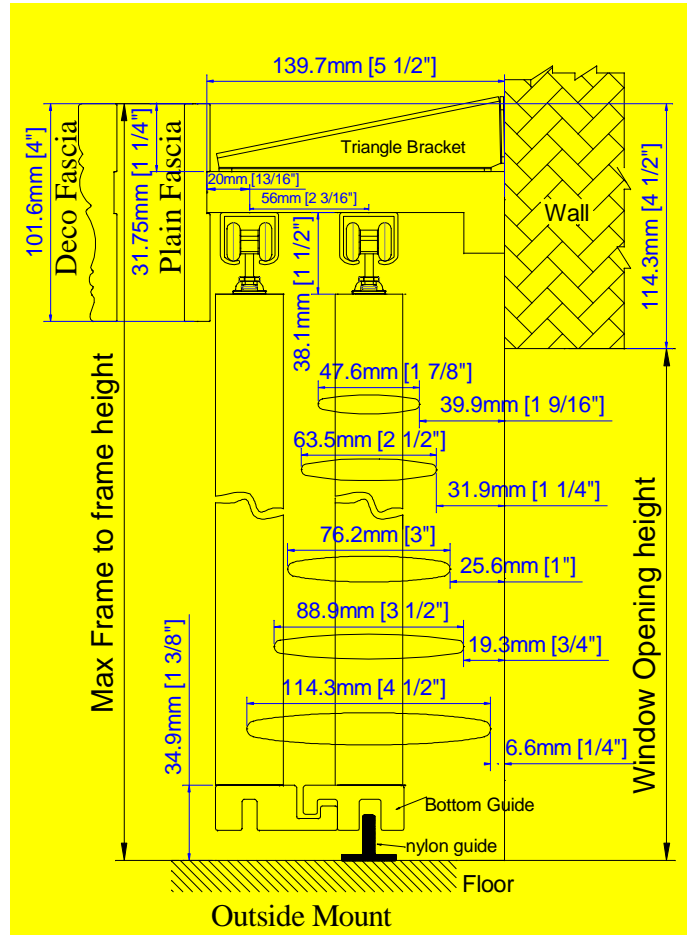 139.7mm [5 1/2"]
101.6mm [4"]
Deco Fascia
31.75mm [1 1/4"]
Plain Fascia
Triangle Bracket
20mm [13/16"]
56mm [2 3/16"]
Wall
114.3mm [4 1/2"]
38.1mm [1 1/2"]
47.6mm [1 7/8"]
39.9mm [1 9/16"]
63.5mm [2 1/2"]
31.9mm [1 1/4"]
76.2mm [3"]
25.6mm [1"]
88.9mm [3 1/2"]
19.3mm [3/4"]
114.3mm [4 1/2"]
6.6mm [1/4"]
Max Frame to frame height
34.9mm [1 3/8"]
Window Opening height
Bottom Guide
nylon guide
Floor
Outside Mount